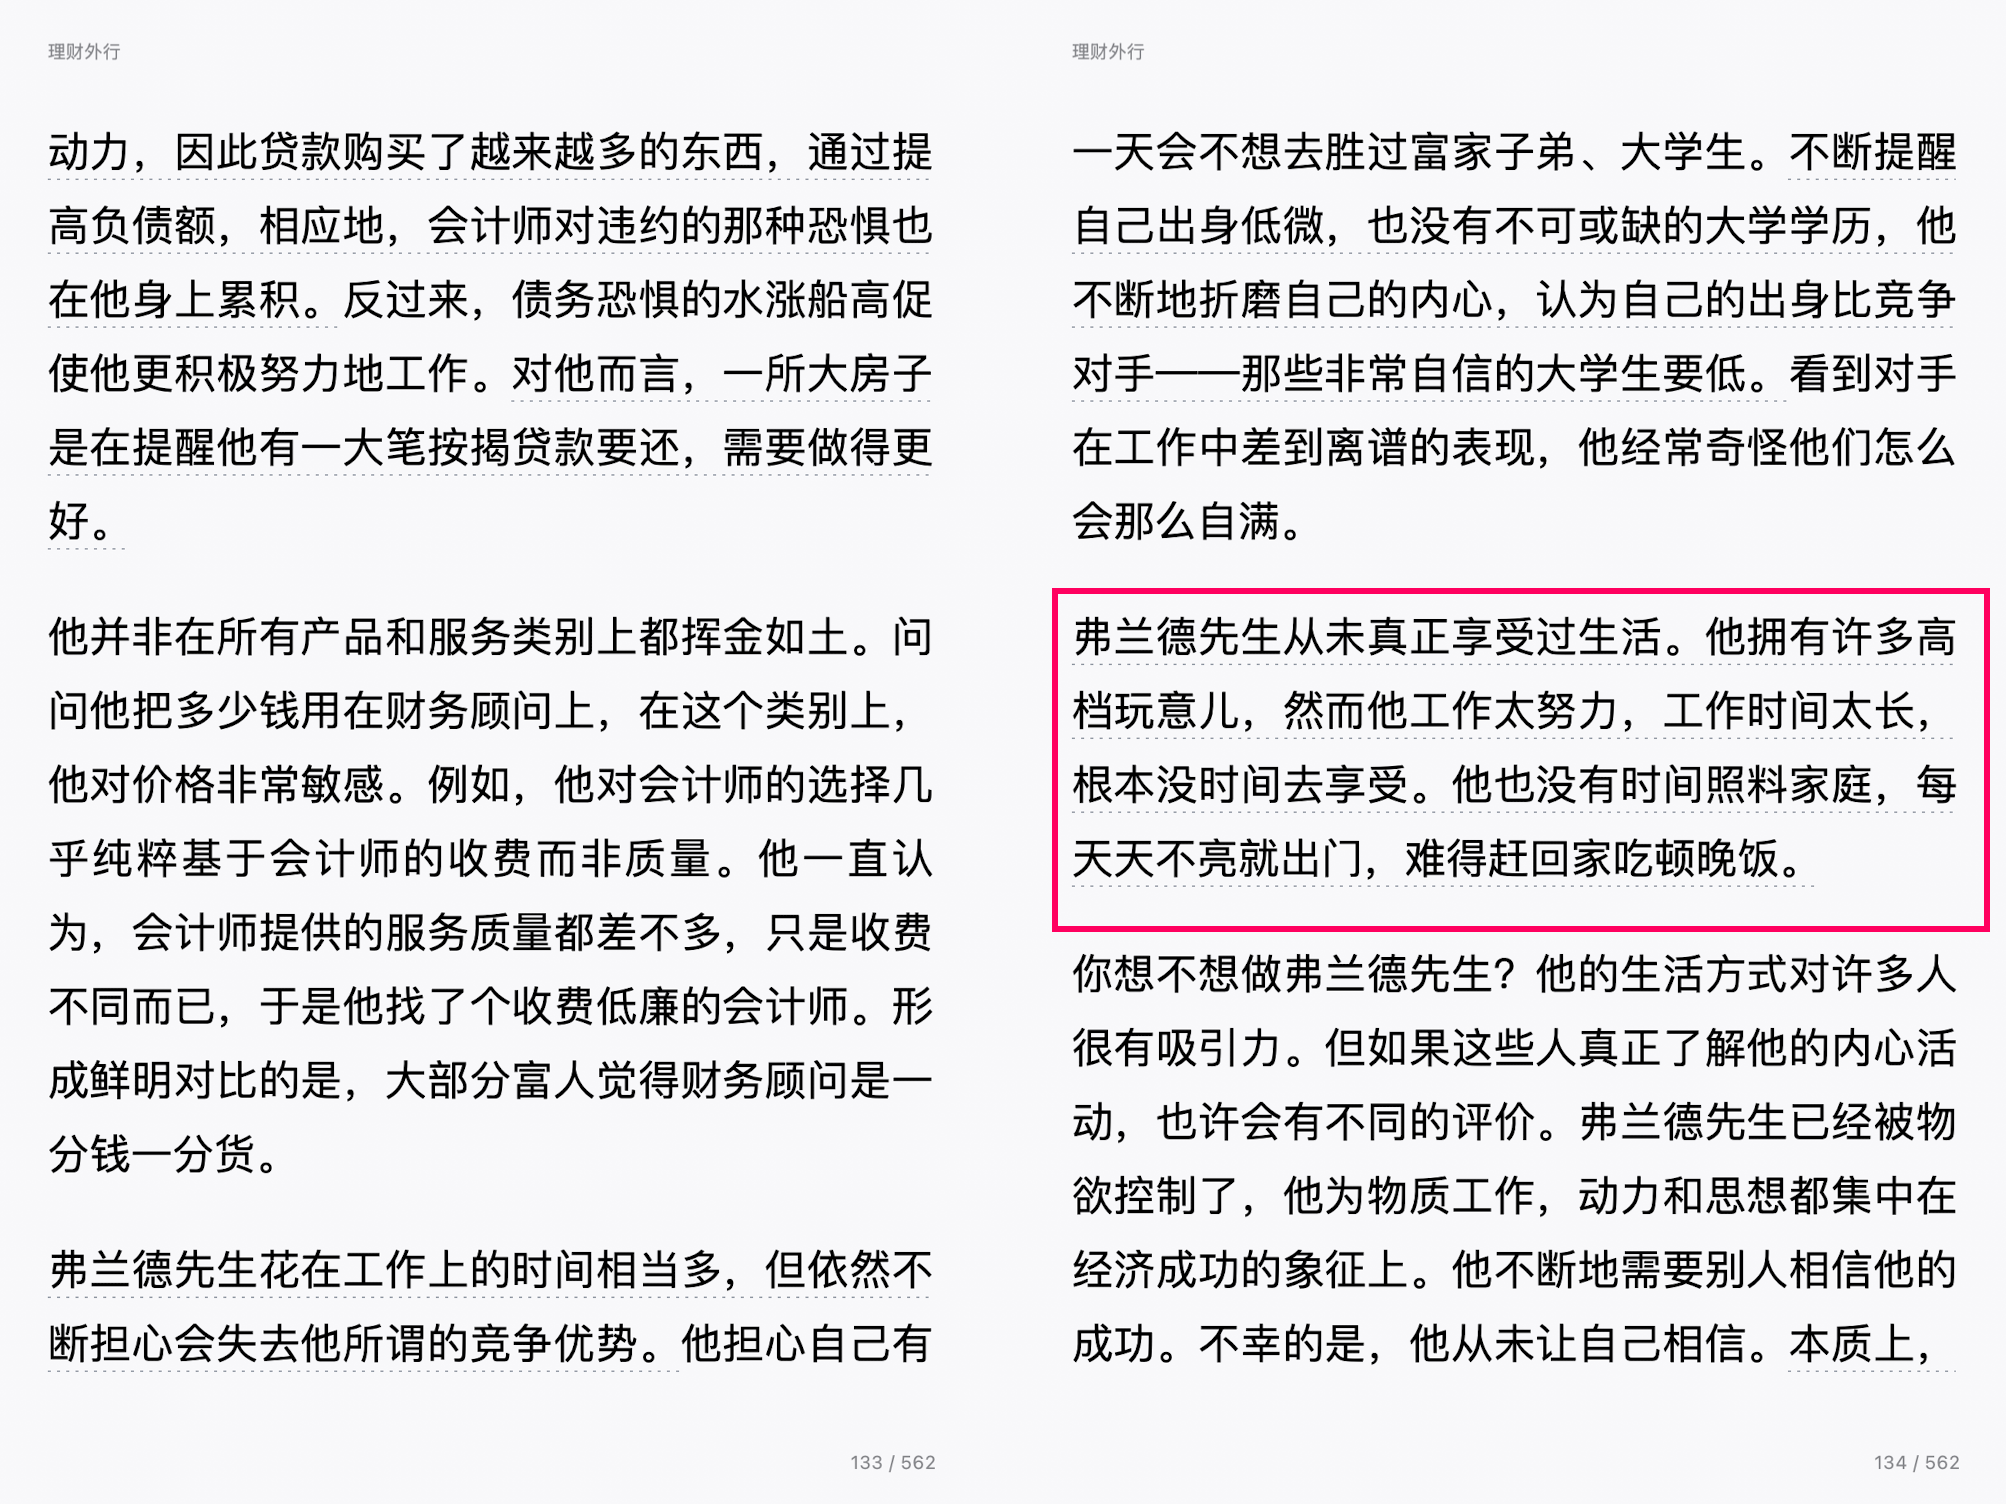 理财外行
动力，因此贷款购买了越来越多的东西，通过提
高负债额，相应地，会计师对违约的那种恐惧也
在他身上累积。反过来，债务恐惧的水涨船高促
使他更积极努力地工作。对他而言，一所大房子
是在提醒他有一大笔按揭贷款要还，需要做得更
好。
他并非在所有产品和服务类别上都挥金如土。问
问他把多少钱用在财务顾问上，在这个类别上，
他对价格非常敏感。例如，他对会计师的选择几
乎纯粹基于会计师的收费而非质量。他一直认
为，会计师提供的服务质量都差不多，只是收费
不同而已，于是他找了个收费低廉的会计师。形
成鲜明对比的是，大部分富人觉得财务顾问是一
分钱一分货。
弗兰德先生花在工作上的时间相当多，但依然不
断担心会失去他所谓的竞争优势。他担心自己有
133 / 562
理财外行
一天会不想去胜过富家子弟、大学生。不断提醒
自己出身低微，也没有不可或缺的大学学历，他
不断地折磨自己的内心，认为自己的出身比竞争
对手——那些非常自信的大学生要低。看到对手
在工作中差到离谱的表现，他经常奇怪他们怎么
会那么自满。
弗兰德先生从未真正享受过生活。他拥有许多高
档玩意儿，然而他工作太努力，工作时间太长，
根本没时间去享受。他也没有时间照料家庭，每
天天不亮就出门，难得赶回家吃顿晚饭。
你想不想做弗兰德先生？他的生活方式对许多人
很有吸引力。但如果这些人真正了解他的内心活
动，也许会有不同的评价。弗兰德先生已经被物
欲控制了，他为物质工作，动力和思想都集中在
经济成功的象征上。他不断地需要别人相信他的
成功。不幸的是，他从未让自己相信。本质上，
134 / 562